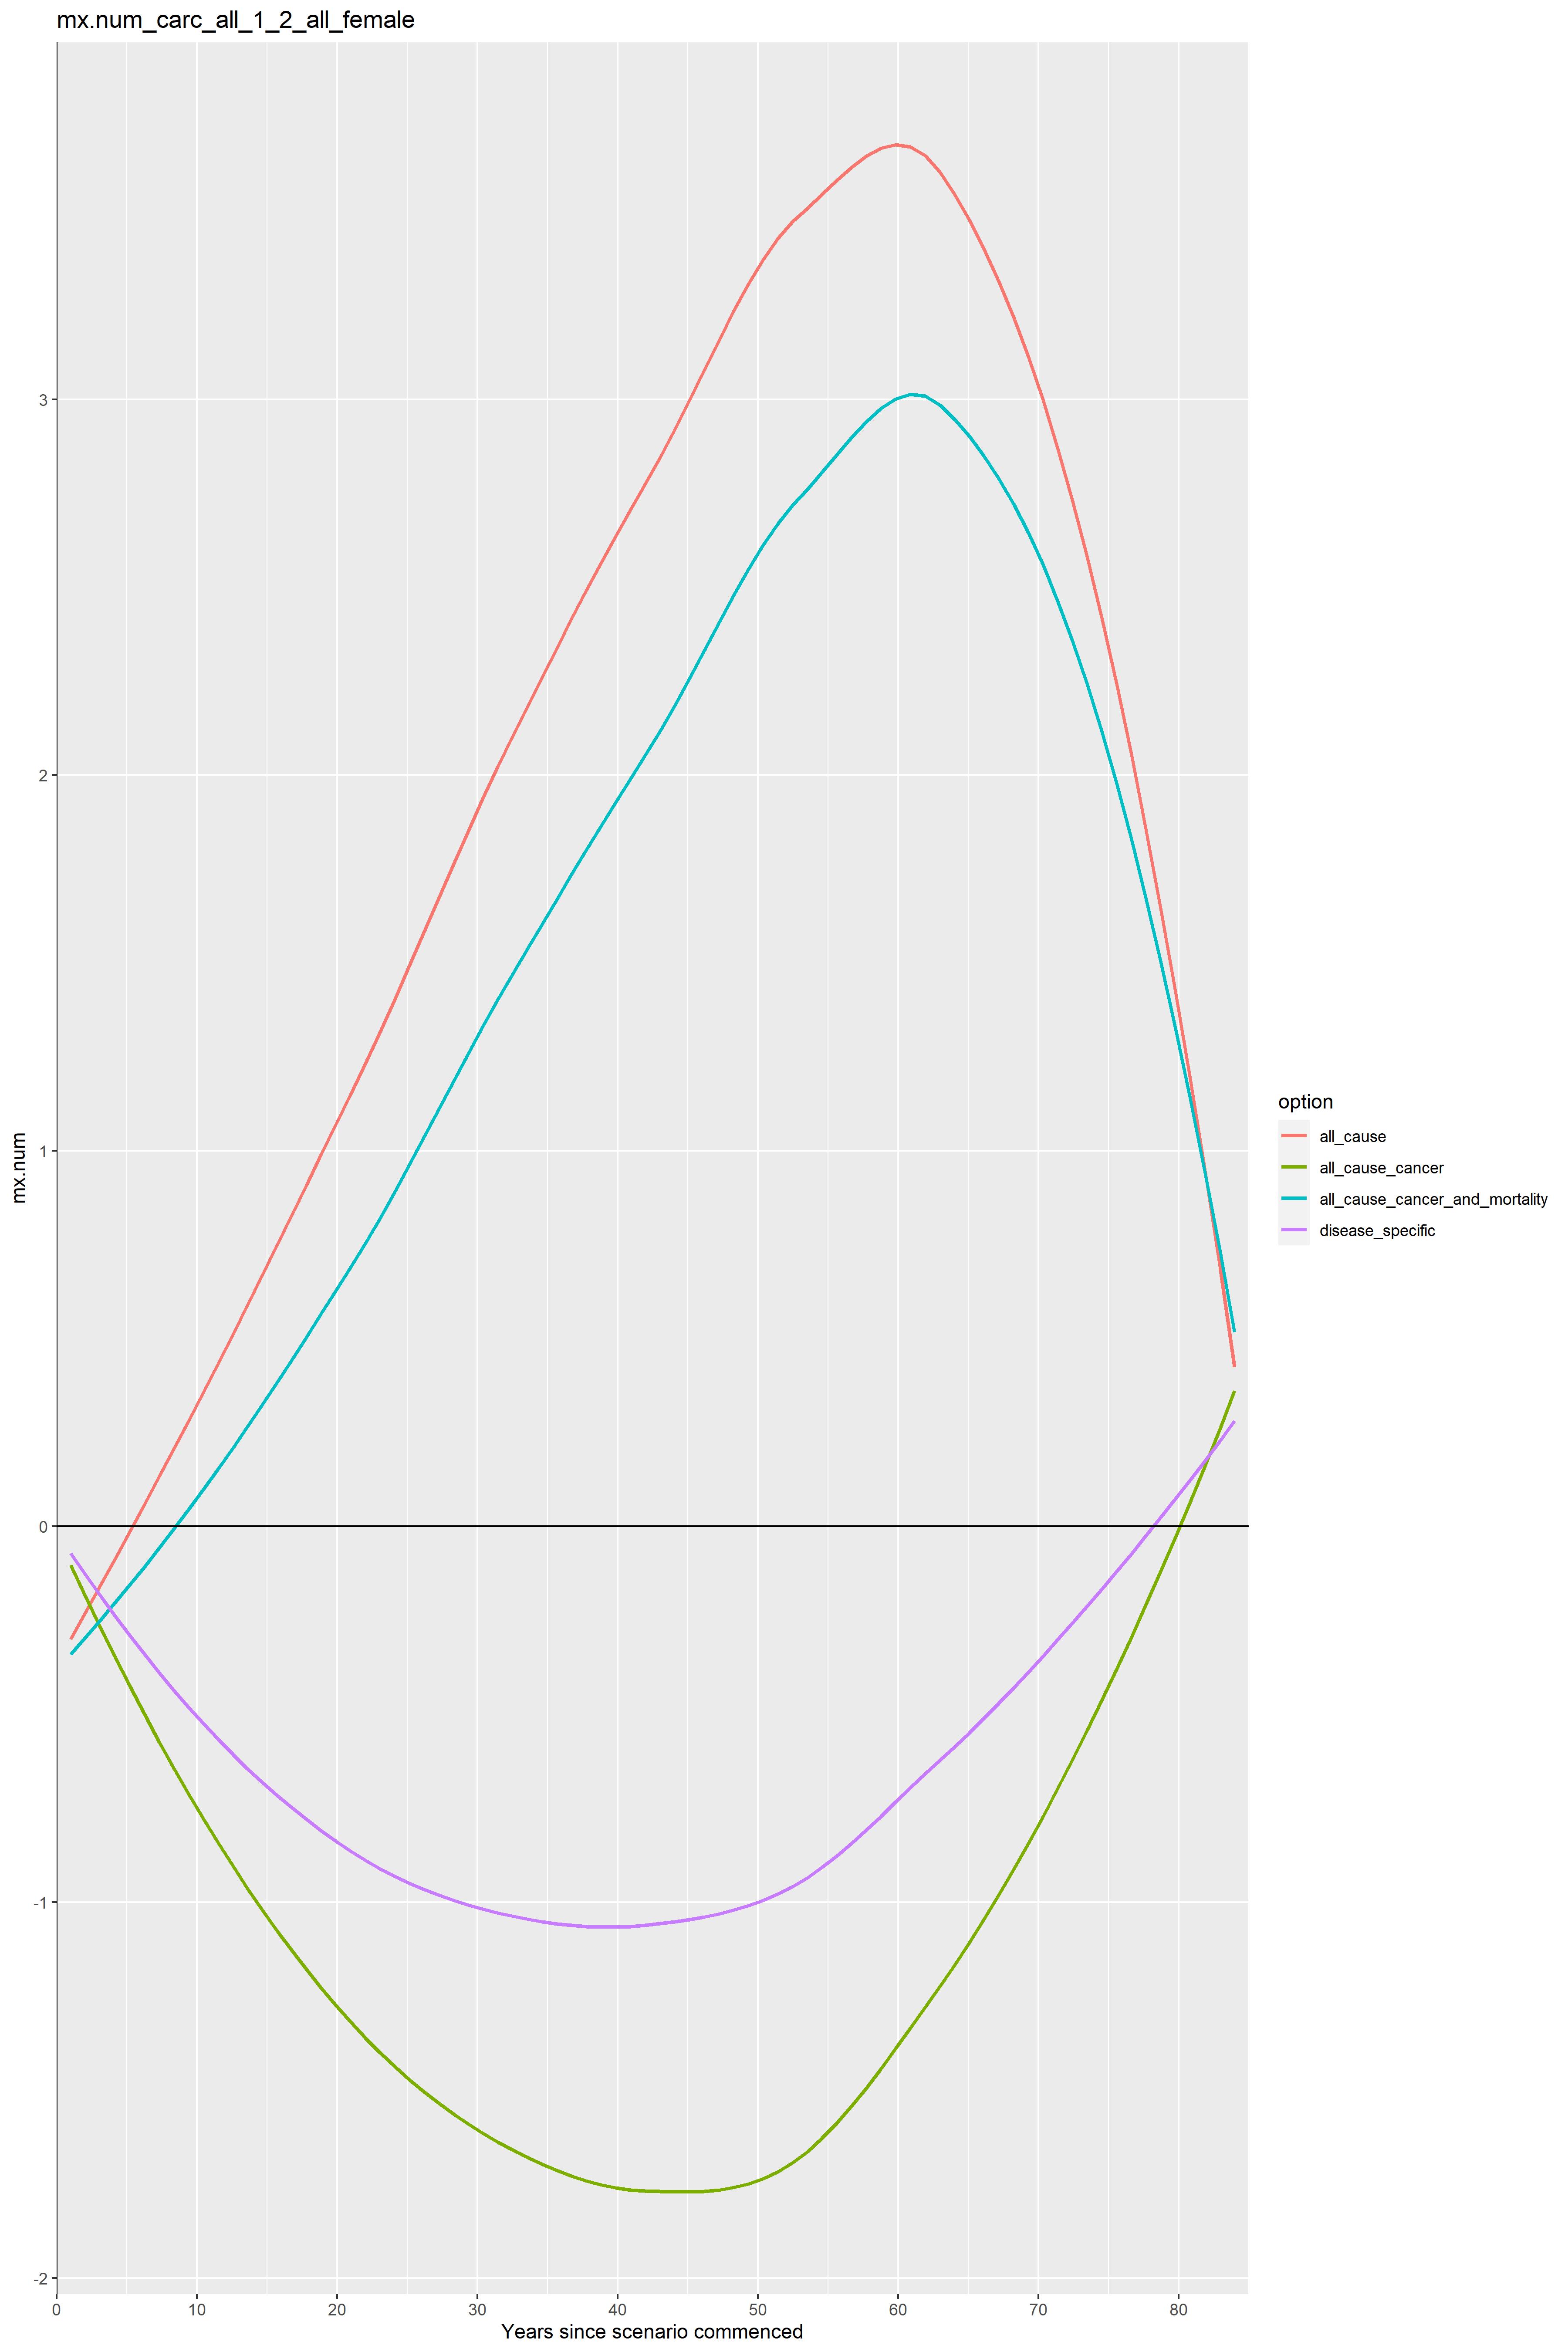 mx.num_carc_all_1_2_all_female
mx.num
3
2
1
0
-1
-2
0 10 20 30 40 50 60 70 80
Years since scenario commenced
option
all_cause
all_cause_cancer
all_cause_cancer_and_mortality
disease_specific